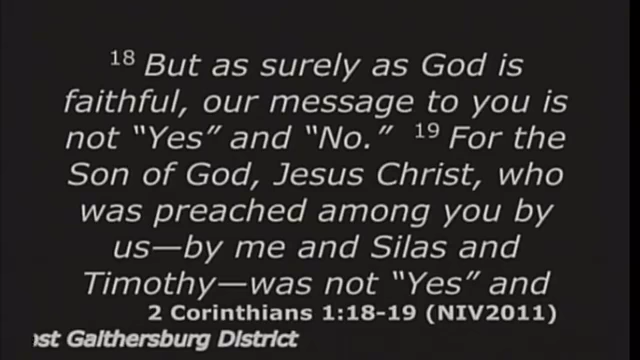 18 But as surely as God is
faithful, our message to you is
not “Yes” and “No.” 19 For the
Son of God, Jesus Christ, who
was preached among you by
us—by me and Silas and
Timothy—was not “Yes” and
2 Corinthians 1:18-19 (NIV2011)
Gaithersburg District